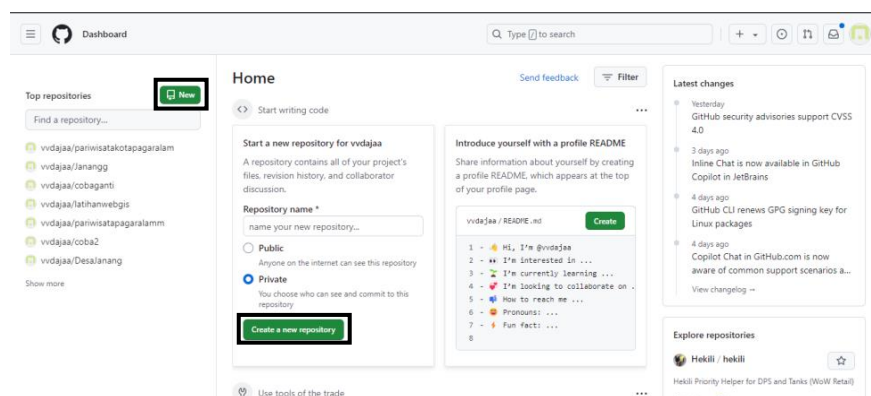 Dashboard
Type / to search
Top repositories
New
Find a repository...
vvdajaa/pariwisatakotapagaralam
vvdajaa/Janangg
vvdajaa/cobaganti
vvdajaa/latihanwebgis
vvdajaa/pariwisatapagaralamm
vvdajaa/coba2
vvdajaa/DesaJanang
Show more
Home
Send feedback
Filter
Start writing code
Start a new repository for vvdajaa
A repository contains all of your project's
files, revision history, and collaborator
discussion.
Repository name *
name your new repository...
Public
Anyone on the internet can see this repository
Private
You choose who can see and commit to this
repository
Create a new repository
Introduce yourself with a profile README
Share information about yourself by creating
a profile README, which appears at the top
of your profile page.
vvdajaa / README.md
Create
1 - 👋 Hi, I'm @vvdajaa
2 - 👀 I'm interested in ...
3 - 🌱 I'm currently learning ...
4 - 💞️ I'm looking to collaborate on .
5 - 📫 How to reach me ...
6 - 😄 Pronouns: ...
7 - ⚡ Fun fact: ...
8
Use tools of the trade
Latest changes
Yesterday
GitHub security advisories support CVSS
4.0
3 days ago
Inline Chat is now available in GitHub
Copilot in JetBrains
4 days ago
GitHub CLI renews GPG signing key for
Linux packages
4 days ago
Copilot Chat in GitHub.com is now
aware of common support scenarios a...
View changelog →
Explore repositories
Hekili / hekili
Hekili Priority Helper for DPS and Tanks (WoW Retail)